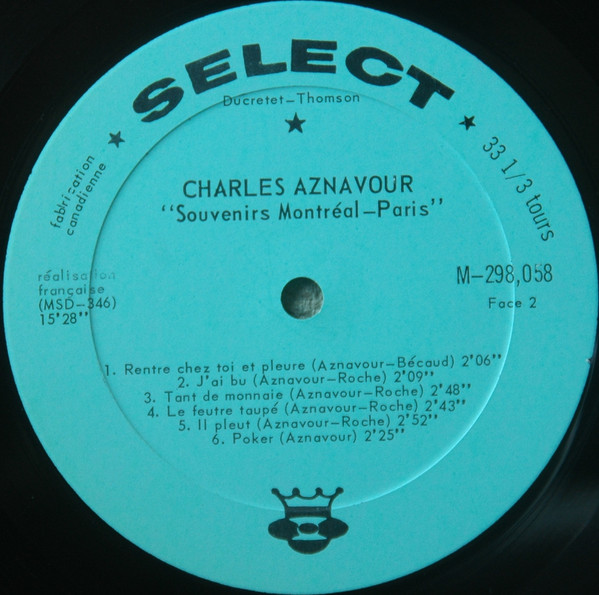 SELECT
Ducretet–Thomson
fabrication
canadienne
33 1/3 tours
CHARLES AZNAVOUR
“Souvenirs Montréal–Paris”
réalisation
française
(MSD–346)
15'28''
M–298,058
Face 2
1. Rentre chez toi et pleure (Aznavour–Bécaud) 2'06''
2. J'ai bu (Aznavour–Roche) 2'09''
3. Tant de monnaie (Aznavour–Roche) 2'48''
4. Le feutre taupé (Aznavour–Roche) 2'43''
5. Il pleut (Aznavour–Roche) 2'52''
6. Poker (Aznavour) 2'25''